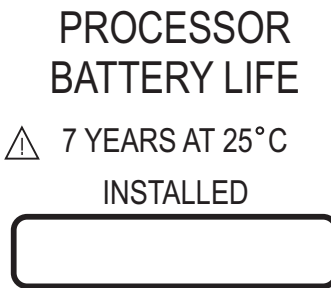 PROCESSOR
BATTERY LIFE
⚠ 7 YEARS AT 25°C
INSTALLED